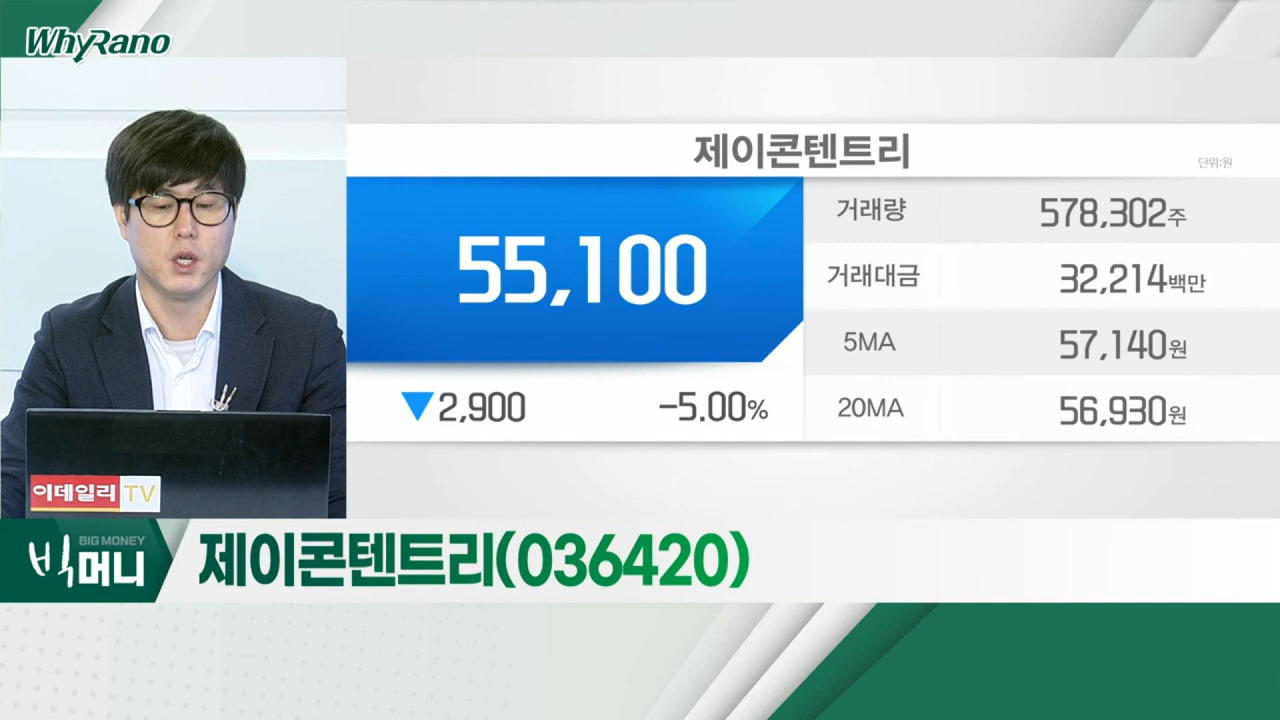 WhyRano
제이콘텐트리
단위:원
55,100
▼2,900 -5.00%
거래량 578,302주
거래대금 32,214백만
5MA 57,140원
20MA 56,930원
이데일리 TV
BIG MONEY
빅머니
제이콘텐트리(036420)